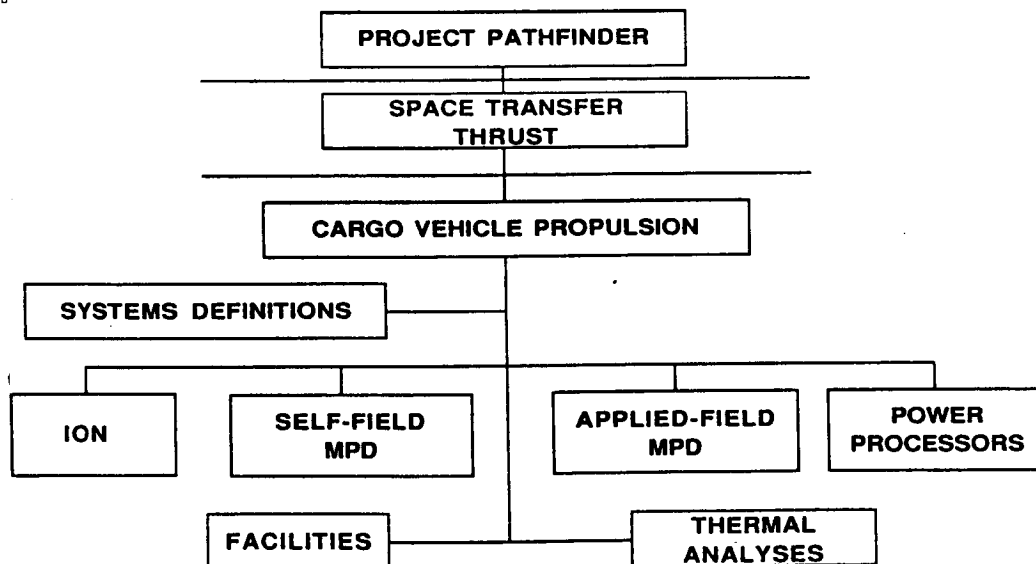 PROJECT PATHFINDER
SPACE TRANSFER
THRUST
CARGO VEHICLE PROPULSION
SYSTEMS DEFINITIONS
ION
SELF-FIELD
MPD
APPLIED-FIELD
MPD
POWER
PROCESSORS
FACILITIES
THERMAL
ANALYSES